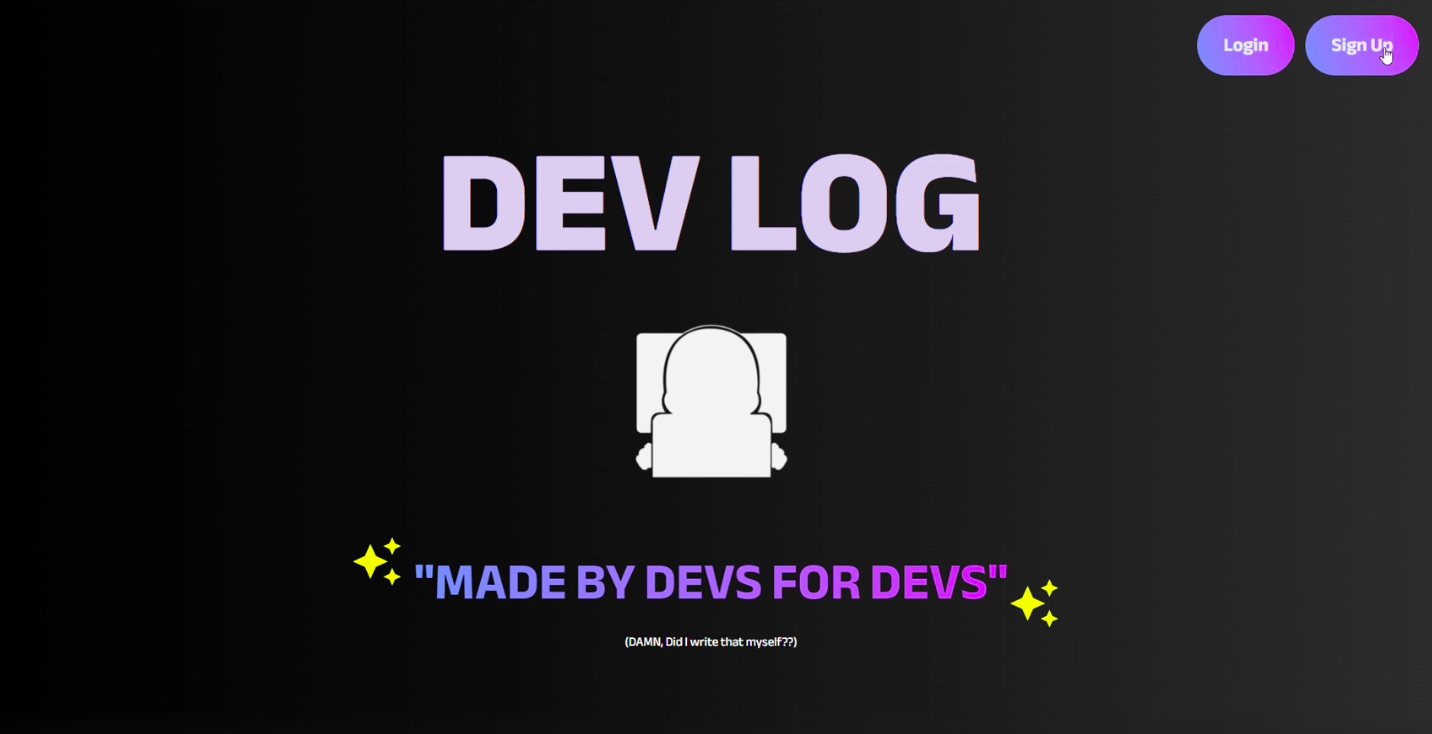 Login
Sign Up
DEV LOG
"MADE BY DEVS FOR DEVS"
(DAMN, Did I write that myself??)